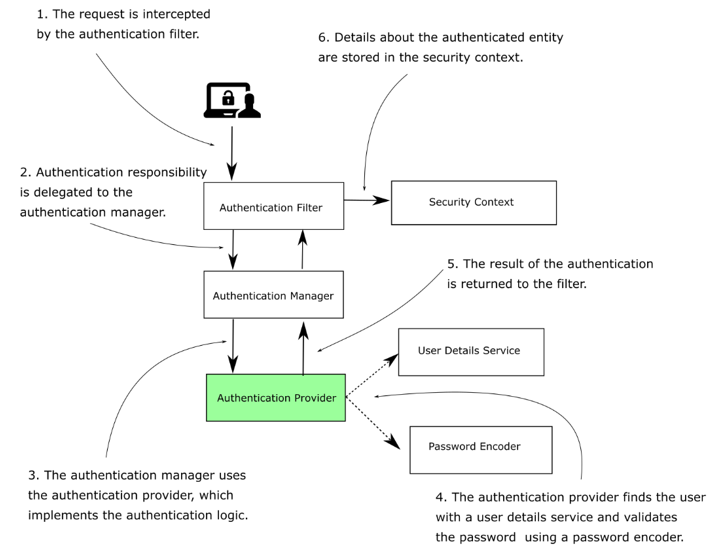 1. The request is intercepted
by the authentication filter.
6. Details about the authenticated entity
are stored in the security context.
2. Authentication responsibility
is delegated to the
authentication manager.
Authentication Filter
Security Context
5. The result of the authentication
is returned to the filter.
Authentication Manager
User Details Service
Authentication Provider
Password Encoder
3. The authentication manager uses
the authentication provider, which
implements the authentication logic.
4. The authentication provider finds the user
with a user details service and validates
the password using a password encoder.